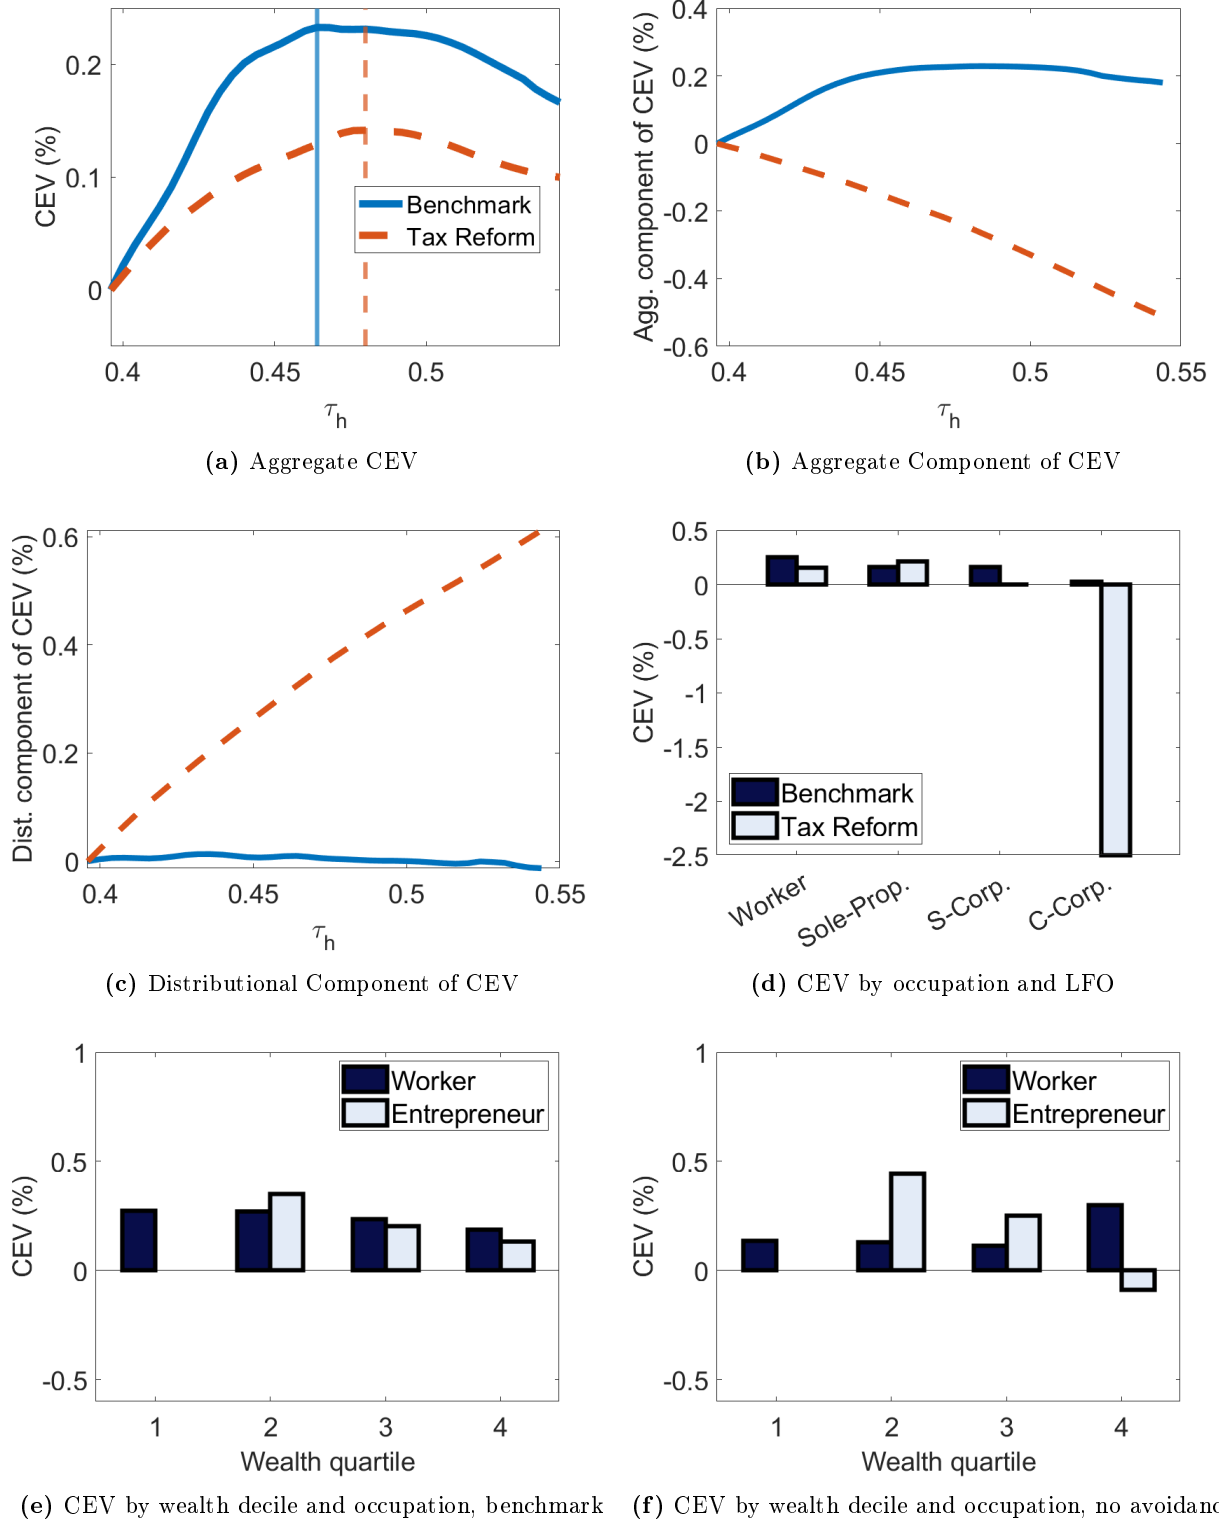 CEV (%)
0.2
0.1
0
Benchmark
Tax Reform
0.4
0.45
0.5
τh
(a) Aggregate CEV
Agg. component of CEV (%)
0.4
0.2
0
-0.2
-0.4
-0.6
0.4
0.45
0.5
0.55
τh
(b) Aggregate Component of CEV
Dist. component of CEV (%)
0.6
0.4
0.2
0
0.4
0.45
0.5
0.55
τh
(c) Distributional Component of CEV
CEV (%)
0.5
0
-0.5
-1
-1.5
-2
-2.5
Benchmark
Tax Reform
Worker
Sole-Prop.
S-Corp.
C-Corp.
(d) CEV by occupation and LFO
CEV (%)
1
0.5
0
-0.5
Worker
Entrepreneur
1
2
3
4
Wealth quartile
(e) CEV by wealth decile and occupation, benchmark
CEV (%)
1
0.5
0
-0.5
Worker
Entrepreneur
1
2
3
4
Wealth quartile
(f) CEV by wealth decile and occupation, no avoidanc